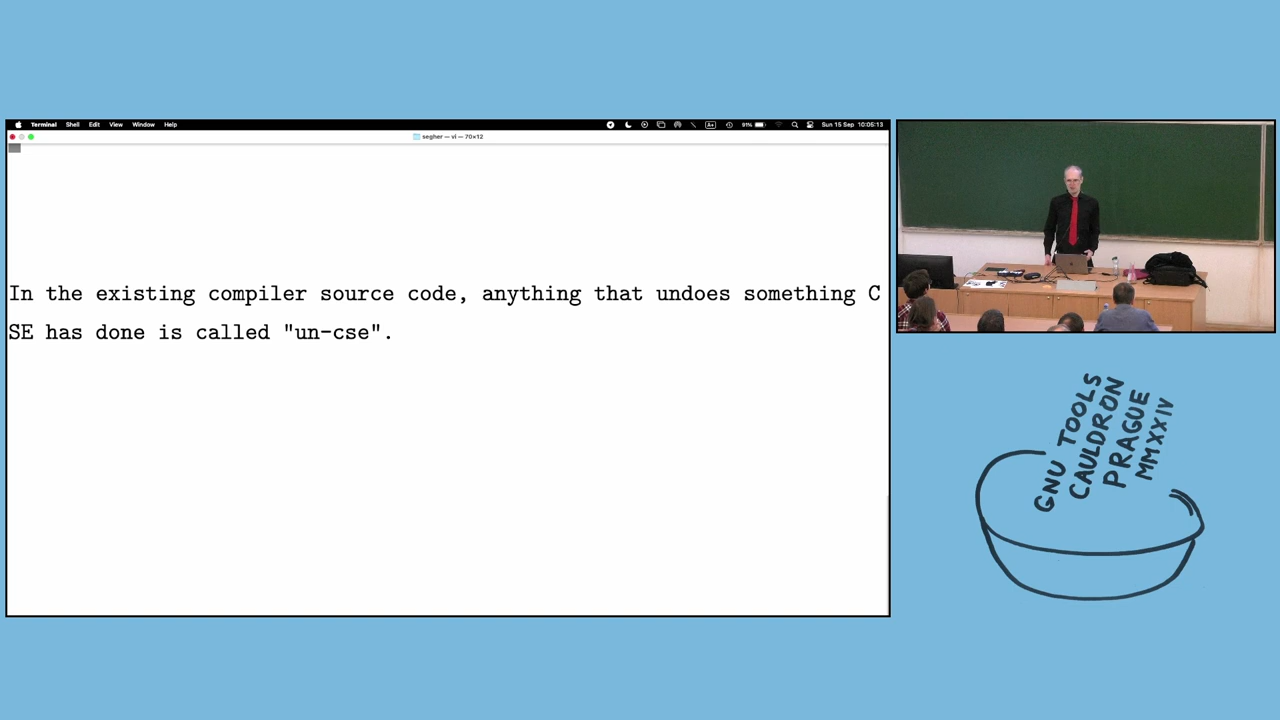 Terminal Shell Edit View Window Help
91% Sun 15 Sep 10:05:13
segher — vi — 70×12
In the existing compiler source code, anything that undoes something C
SE has done is called "un-cse".
GNU TOOLS
CAULDRON
PRAGUE
MMXXIV